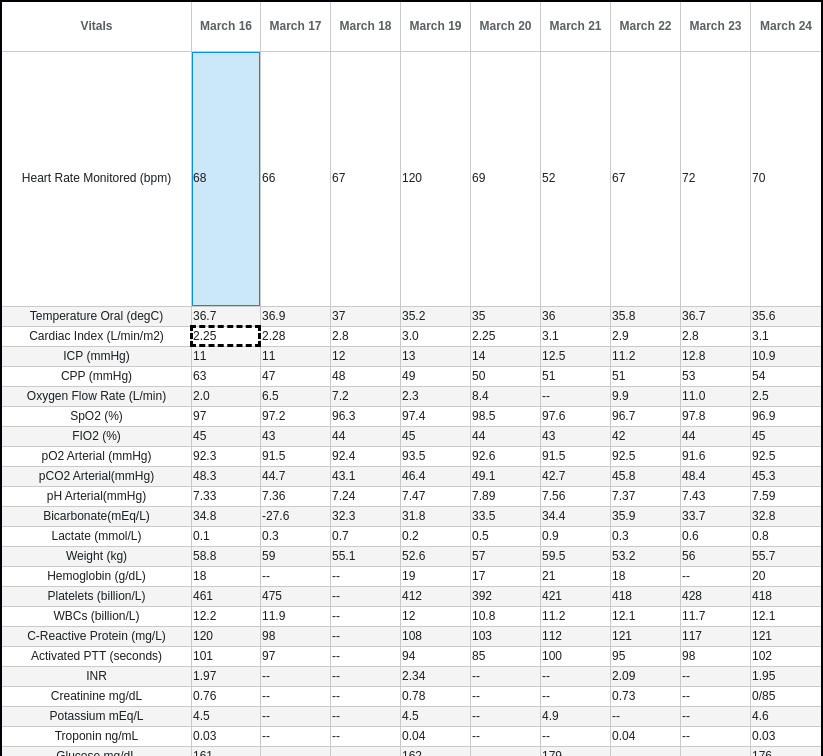 Vitals March 16 March 17 March 18 March 19 March 20 March 21 March 22 March 23 March 24
Heart Rate Monitored (bpm) 68 66 67 120 69 52 67 72 70
Temperature Oral (degC) 36.7 36.9 37 35.2 35 36 35.8 36.7 35.6
Cardiac Index (L/min/m2) 2.25 2.28 2.8 3.0 2.25 3.1 2.9 2.8 3.1
ICP (mmHg) 11 11 12 13 14 12.5 11.2 12.8 10.9
CPP (mmHg) 63 47 48 49 50 51 51 53 54
Oxygen Flow Rate (L/min) 2.0 6.5 7.2 2.3 8.4 -- 9.9 11.0 2.5
SpO2 (%) 97 97.2 96.3 97.4 98.5 97.6 96.7 97.8 96.9
FIO2 (%) 45 43 44 45 44 43 42 44 45
pO2 Arterial (mmHg) 92.3 91.5 92.4 93.5 92.6 91.5 92.5 91.6 92.5
pCO2 Arterial(mmHg) 48.3 44.7 43.1 46.4 49.1 42.7 45.8 48.4 45.3
pH Arterial(mmHg) 7.33 7.36 7.24 7.47 7.89 7.56 7.37 7.43 7.59
Bicarbonate(mEq/L) 34.8 -27.6 32.3 31.8 33.5 34.4 35.9 33.7 32.8
Lactate (mmol/L) 0.1 0.3 0.7 0.2 0.5 0.9 0.3 0.6 0.8
Weight (kg) 58.8 59 55.1 52.6 57 59.5 53.2 56 55.7
Hemoglobin (g/dL) 18 -- -- 19 17 21 18 -- 20
Platelets (billion/L) 461 475 -- 412 392 421 418 428 418
WBCs (billion/L) 12.2 11.9 -- 12 10.8 11.2 12.1 11.7 12.1
C-Reactive Protein (mg/L) 120 98 -- 108 103 112 121 117 121
Activated PTT (seconds) 101 97 -- 94 85 100 95 98 102
INR 1.97 -- -- 2.34 -- -- 2.09 -- 1.95
Creatinine mg/dL 0.76 -- -- 0.78 -- -- 0.73 -- 0/85
Potassium mEq/L 4.5 -- -- 4.5 -- 4.9 -- -- 4.6
Troponin ng/mL 0.03 -- -- 0.04 -- -- 0.04 -- 0.03
Glucose mg/dL 161 162 179 176